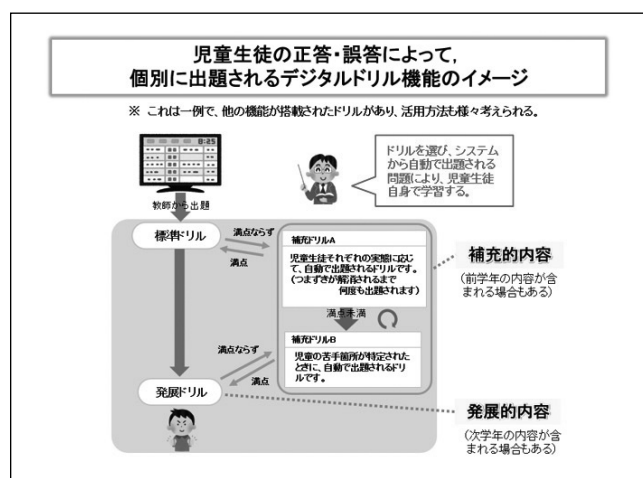 児童生徒の正答・誤答によって,
個別に出題されるデジタルドリル機能のイメージ
※ これは一例で、他の機能が搭載されたドリルがあり、活用方法も様々考えられる。
8:25
ドリルを選び、システム
から自動で出題される
問題により、児童生徒
自身で学習する。
教師から出題
標準ドリル
満点ならず
満点
補充ドリルA
児童生徒それぞれの実態に応じ
て、自動で出題されるドリルです。
(つまずきが解消されるまで
何度も出題されます)
補充的内容
(前学年の内容が含
まれる場合もある)
満点未満
補充ドリルB
児童の苦手箇所が特定された
ときに、自動で出題されるドリ
ルです。
満点ならず
満点
発展ドリル
発展的内容
(次学年の内容が含
まれる場合もある)